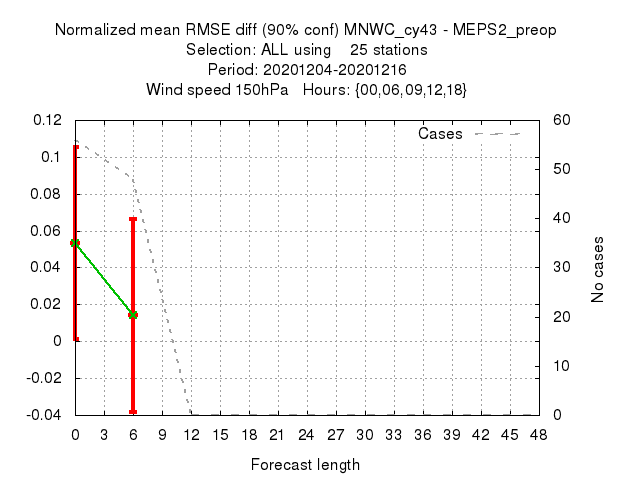 Normalized mean RMSE diff (90% conf) MNWC_cy43 - MEPS2_preop
Selection: ALL using    25 stations
Period: 20201204-20201216
Wind speed 150hPa   Hours: {00,06,09,12,18}
Cases
0.12
0.1
0.08
0.06
0.04
0.02
0
-0.02
-0.04
60
50
40
30
20
10
0
No cases
0 3 6 9 12 15 18 21 24 27 30 33 36 39 42 45 48
Forecast length